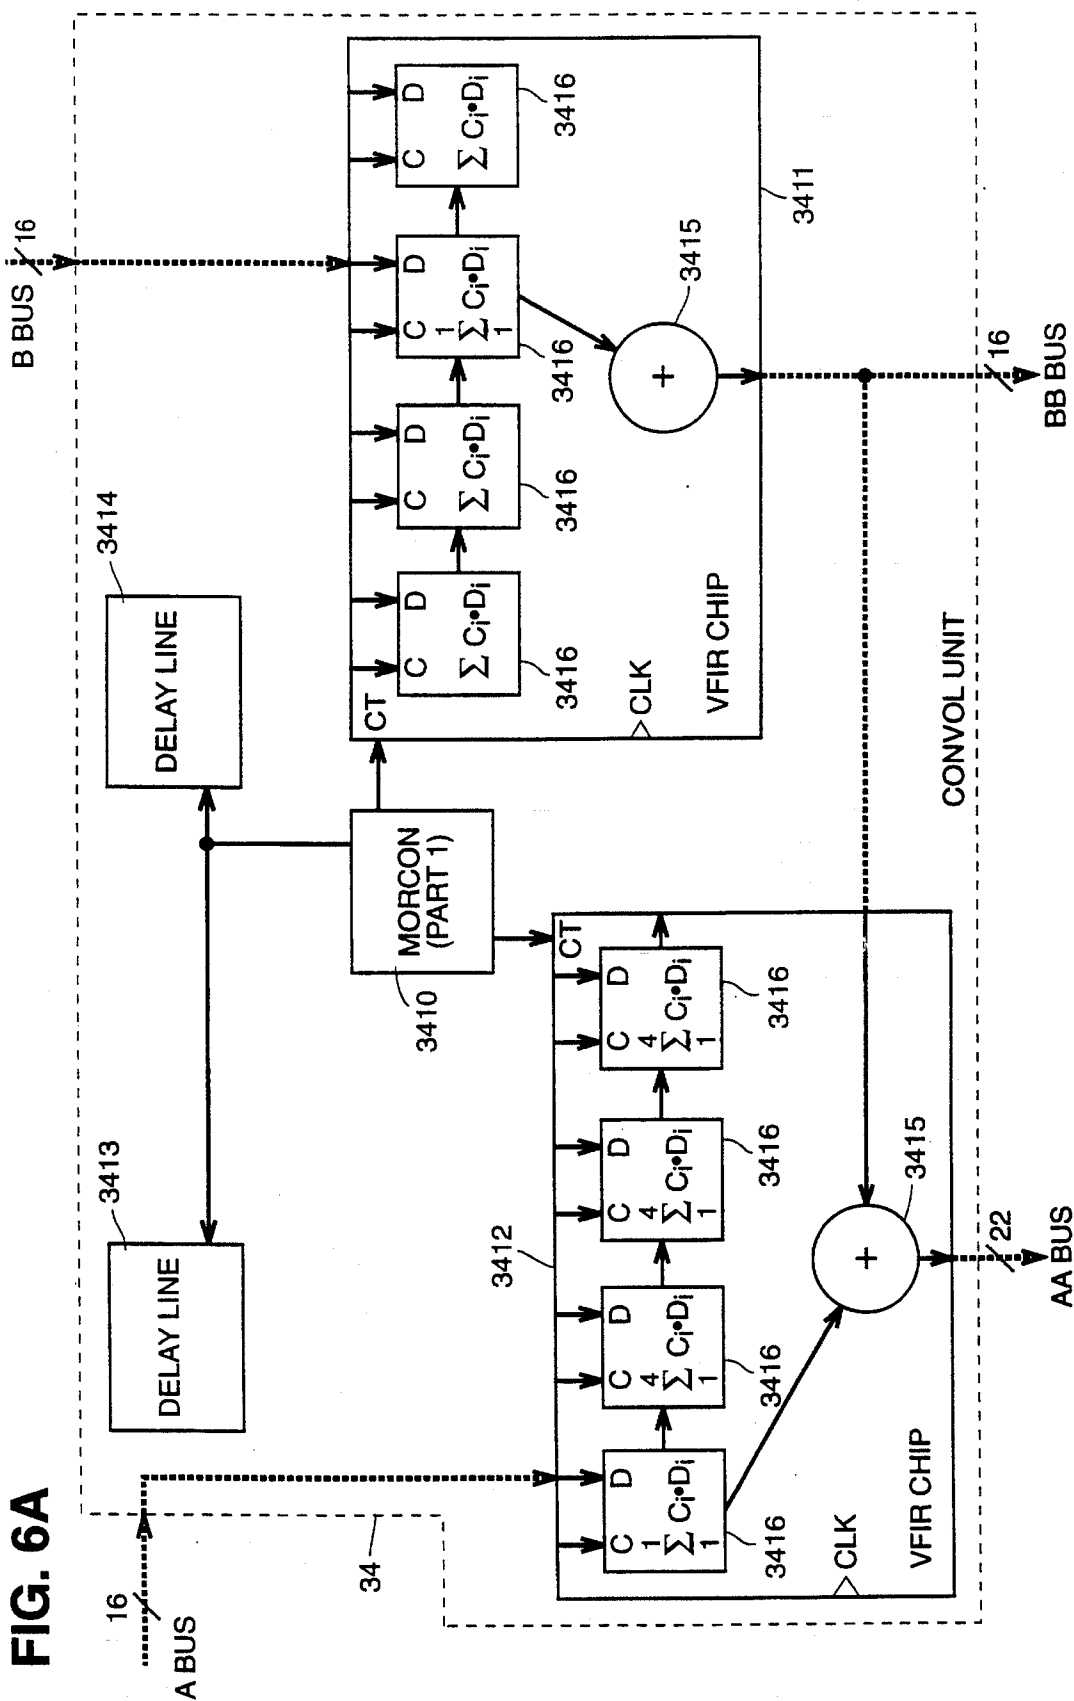 FIG. 6A
A BUS
16
34
DELAY LINE
3413
DELAY LINE
3414
B BUS
16
MORCON
(PART 1)
3410
CT
C D
∑ Ci•Di
3416
C D
∑ Ci•Di
3416
C D
1
∑ Ci•Di
1
3416
C D
∑ Ci•Di
3416
3415
+
CLK
VFIR CHIP
3411
3412
CT
C D
1
∑ Ci•Di
1
3416
C D
4
∑ Ci•Di
1
3416
C D
4
∑ Ci•Di
1
3416
C D
4
∑ Ci•Di
1
3416
3415
+
CLK
VFIR CHIP
CONVOL UNIT
22
AA BUS
16
BB BUS